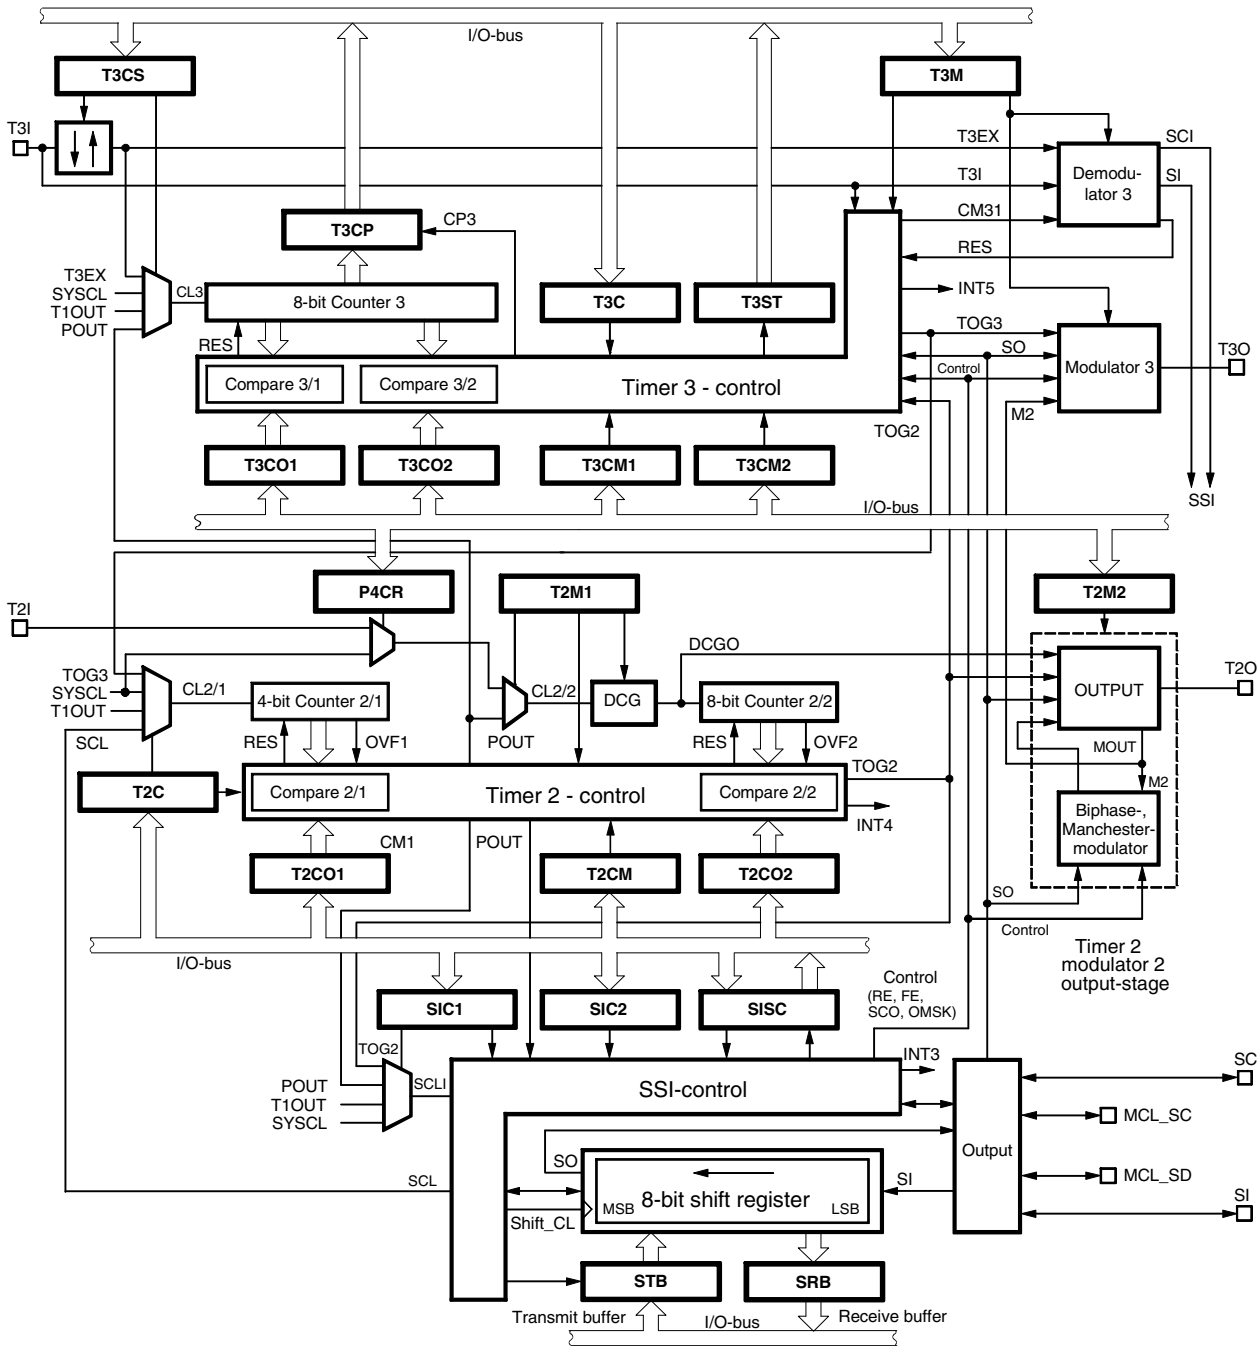 I/O-bus
T3CS
T3M
T3I
T3EX
SCI
T3I
SI
Demodu-
lator 3
CP3
CM31
T3CP
RES
T3EX
SYSCL
T1OUT
POUT
CL3
8-bit Counter 3
T3C
T3ST
INT5
TOG3
RES
SO
Control
Modulator 3
T3O
Compare 3/1
Compare 3/2
Timer 3 - control
M2
TOG2
T3CO1
T3CO2
T3CM1
T3CM2
SSI
I/O-bus
P4CR
T2M1
T2M2
T2I
DCGO
TOG3
SYSCL
T1OUT
SCL
CL2/1
4-bit Counter 2/1
CL2/2
DCG
8-bit Counter 2/2
OUTPUT
T2O
RES
OVF1
POUT
RES
OVF2
MOUT
TOG2
M2
T2C
Compare 2/1
Timer 2 - control
Compare 2/2
INT4
Biphase-,
Manchester-
modulator
CM1
POUT
T2CO1
T2CM
T2CO2
SO
Control
I/O-bus
Timer 2
modulator 2
output-stage
Control
(RE, FE,
SCO, OMSK)
SIC1
SIC2
SISC
TOG2
POUT
T1OUT
SYSCL
SCLI
SSI-control
INT3
SC
MCL_SC
Output
SO
SI
MCL_SD
SCL
8-bit shift register
MSB
LSB
Shift_CL
SI
STB
SRB
Transmit buffer
I/O-bus
Receive buffer